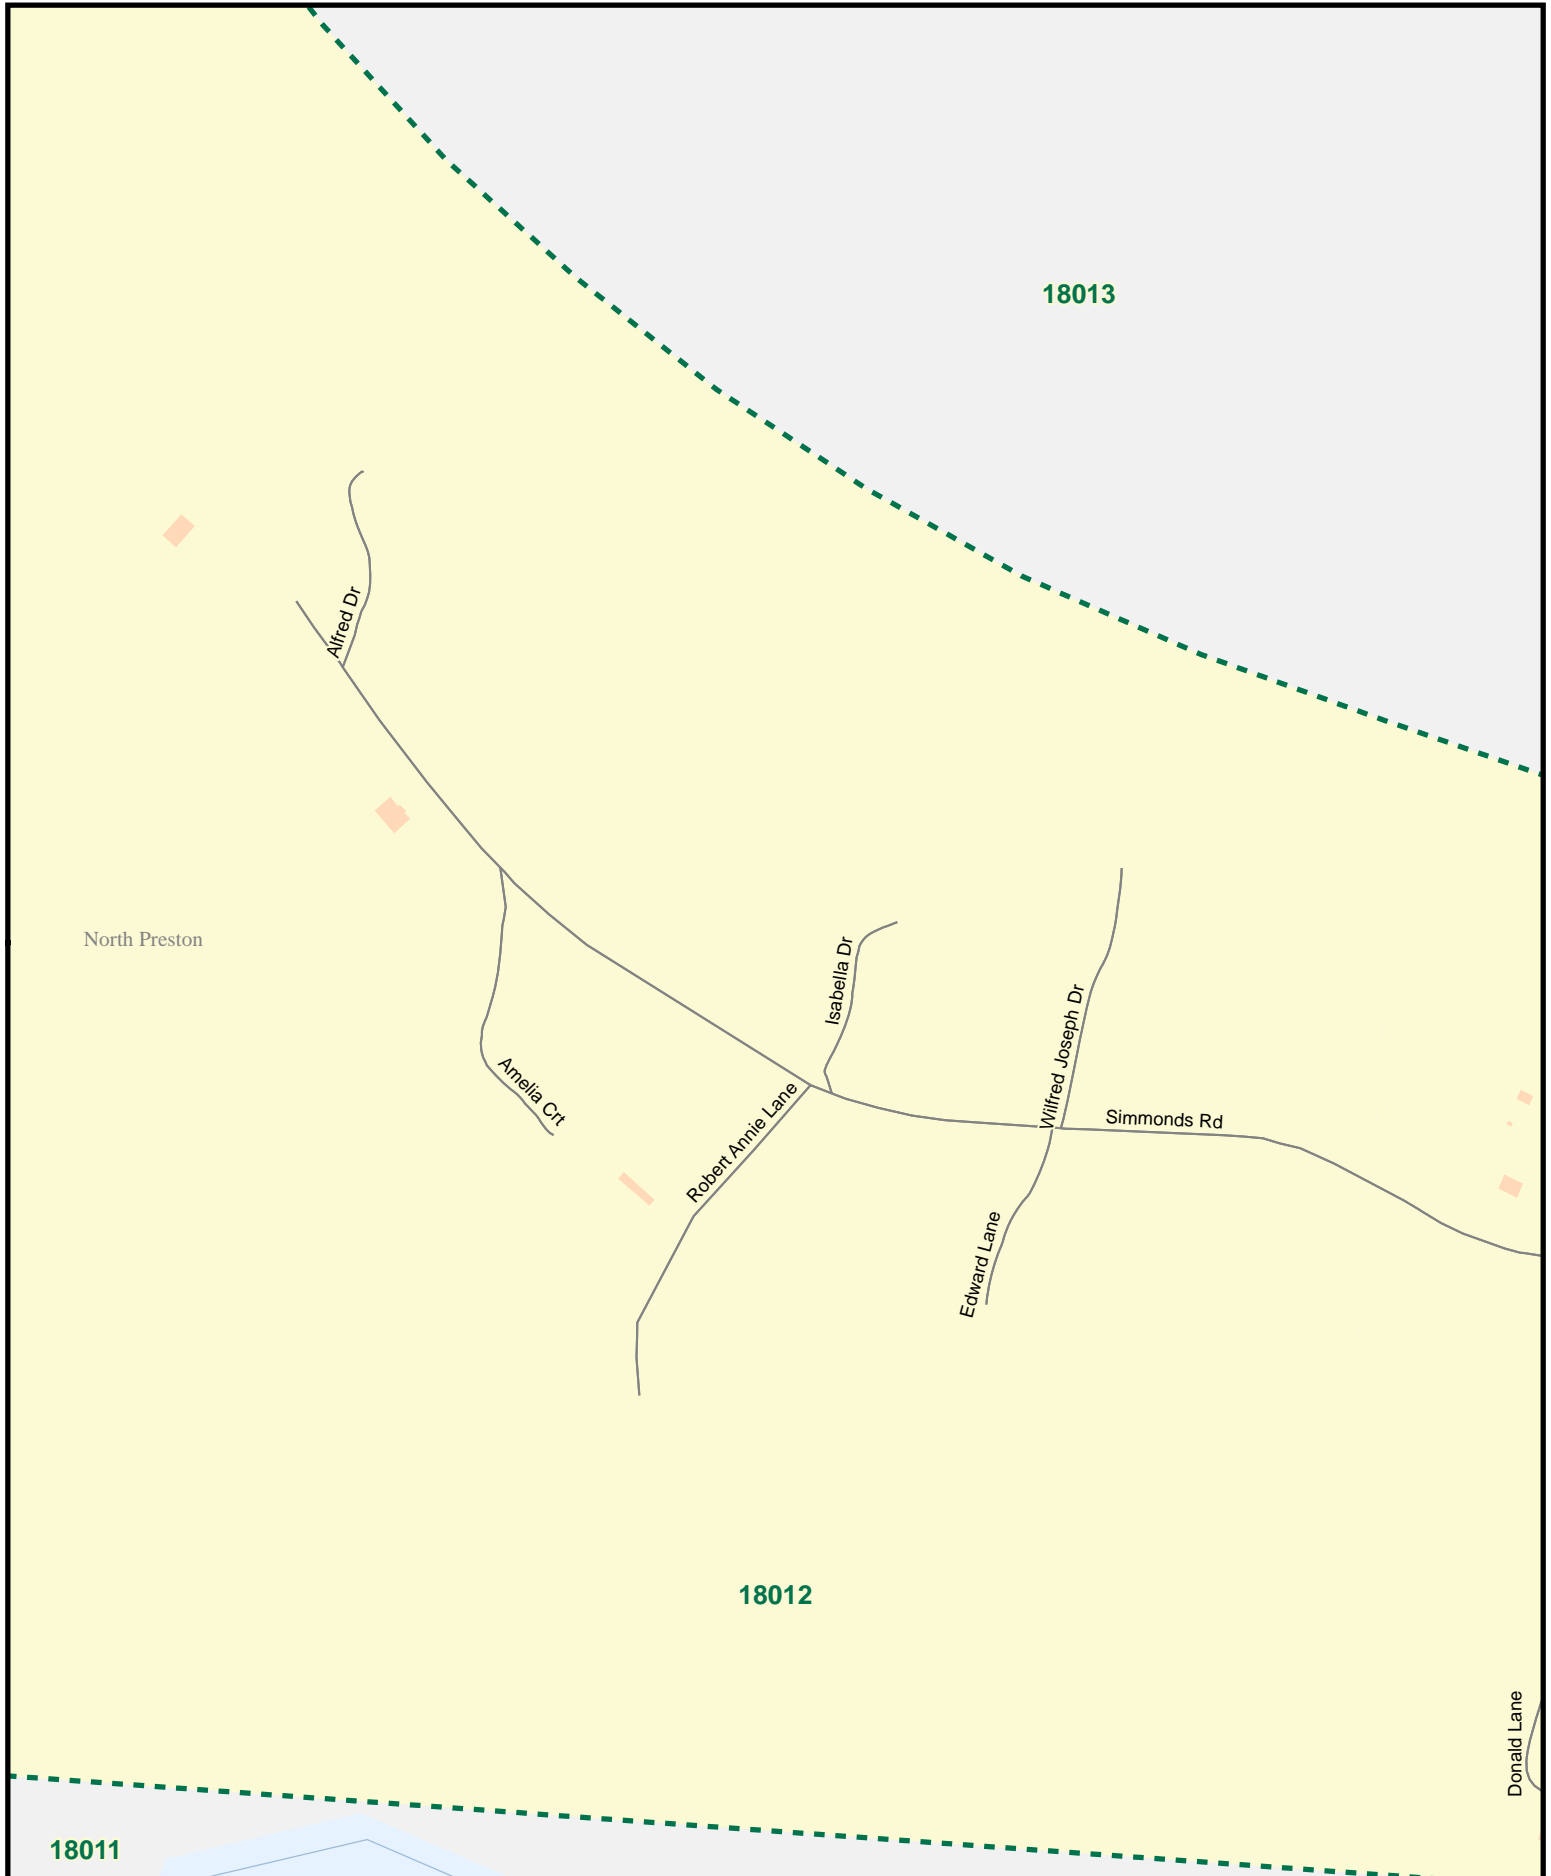 18013
Alfred Dr
North Preston
Isabella Dr
Wilfred Joseph Dr
Amelia Crt
Robert Annie Lane
Simmonds Rd
Edward Lane
18012
Donald Lane
18011